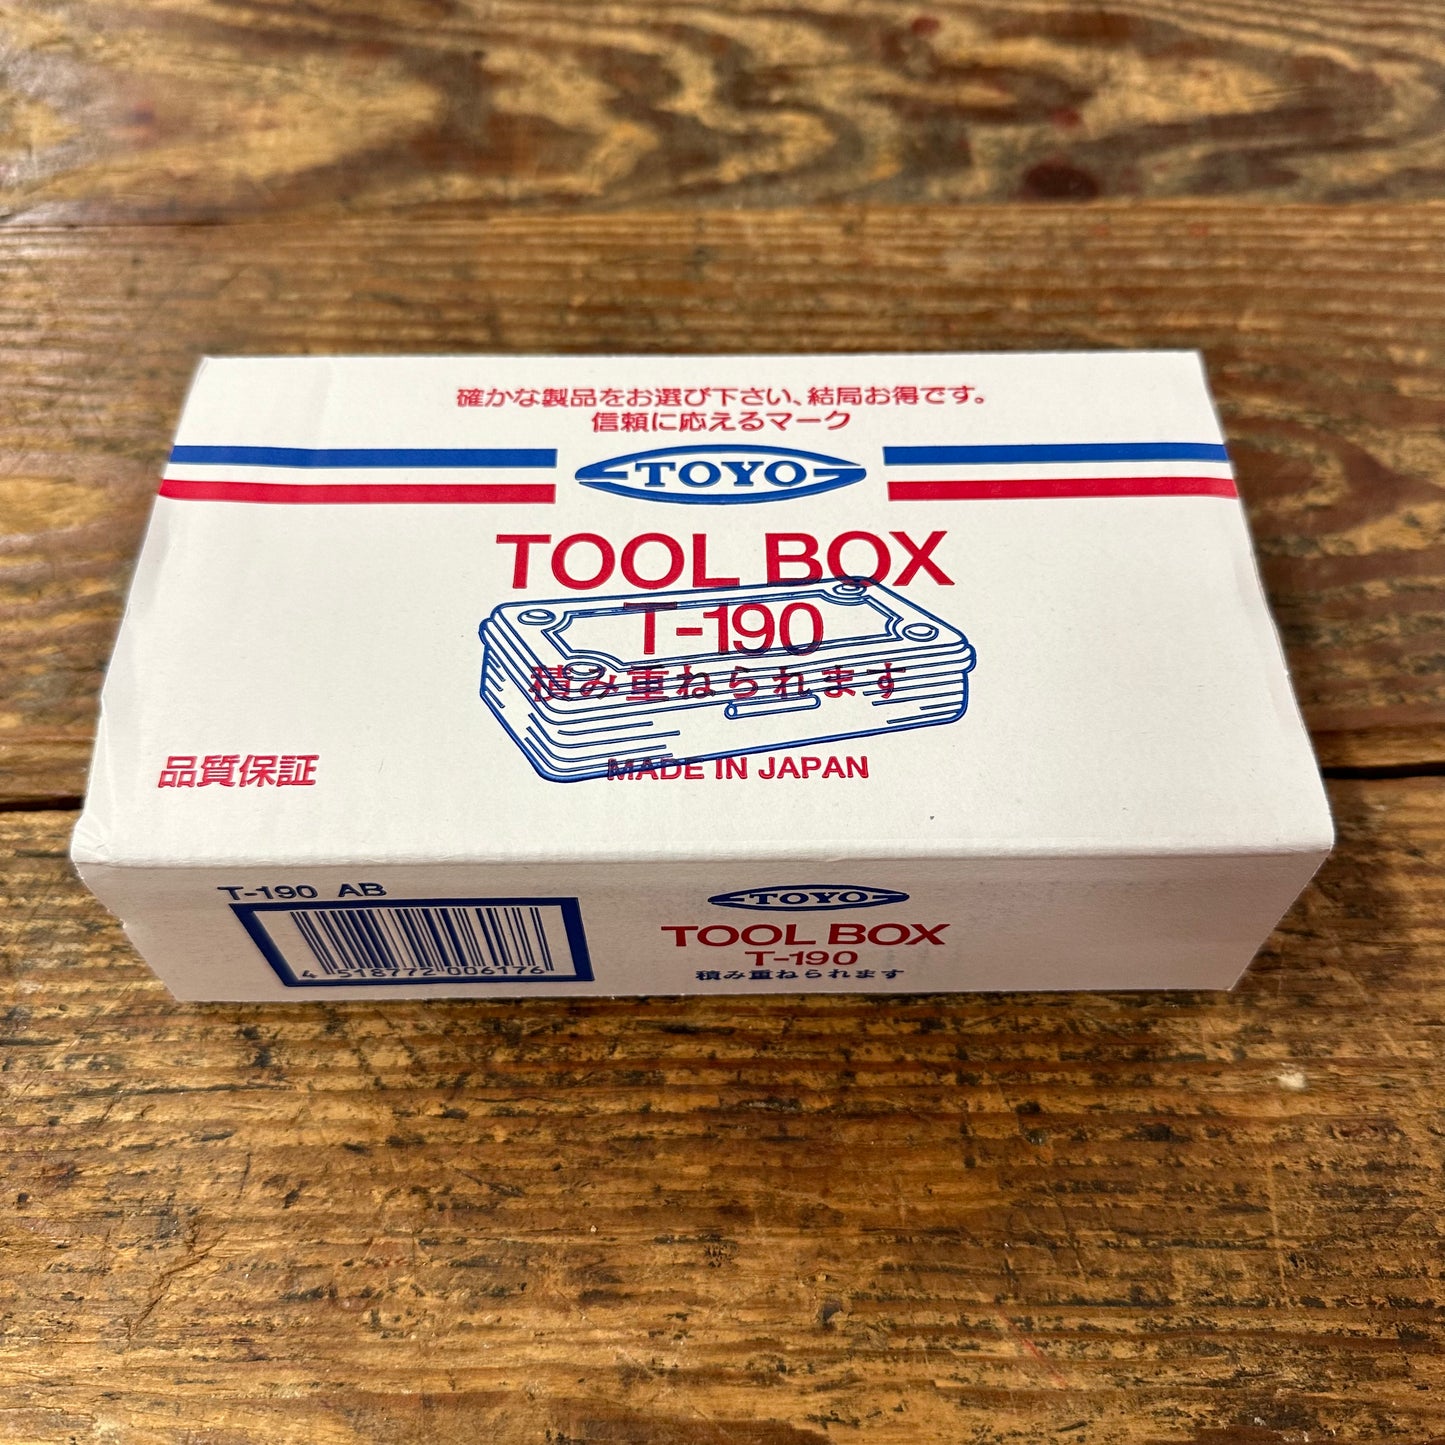 確かな製品をお選び下さい、結局お得です。
信頼に応えるマーク
TOYO
TOOL BOX
T-190
積み重ねられます
MADE IN JAPAN
品質保証
T-190 AB
4 518772 006176
TOYO
TOOL BOX
T-190
積み重ねられます